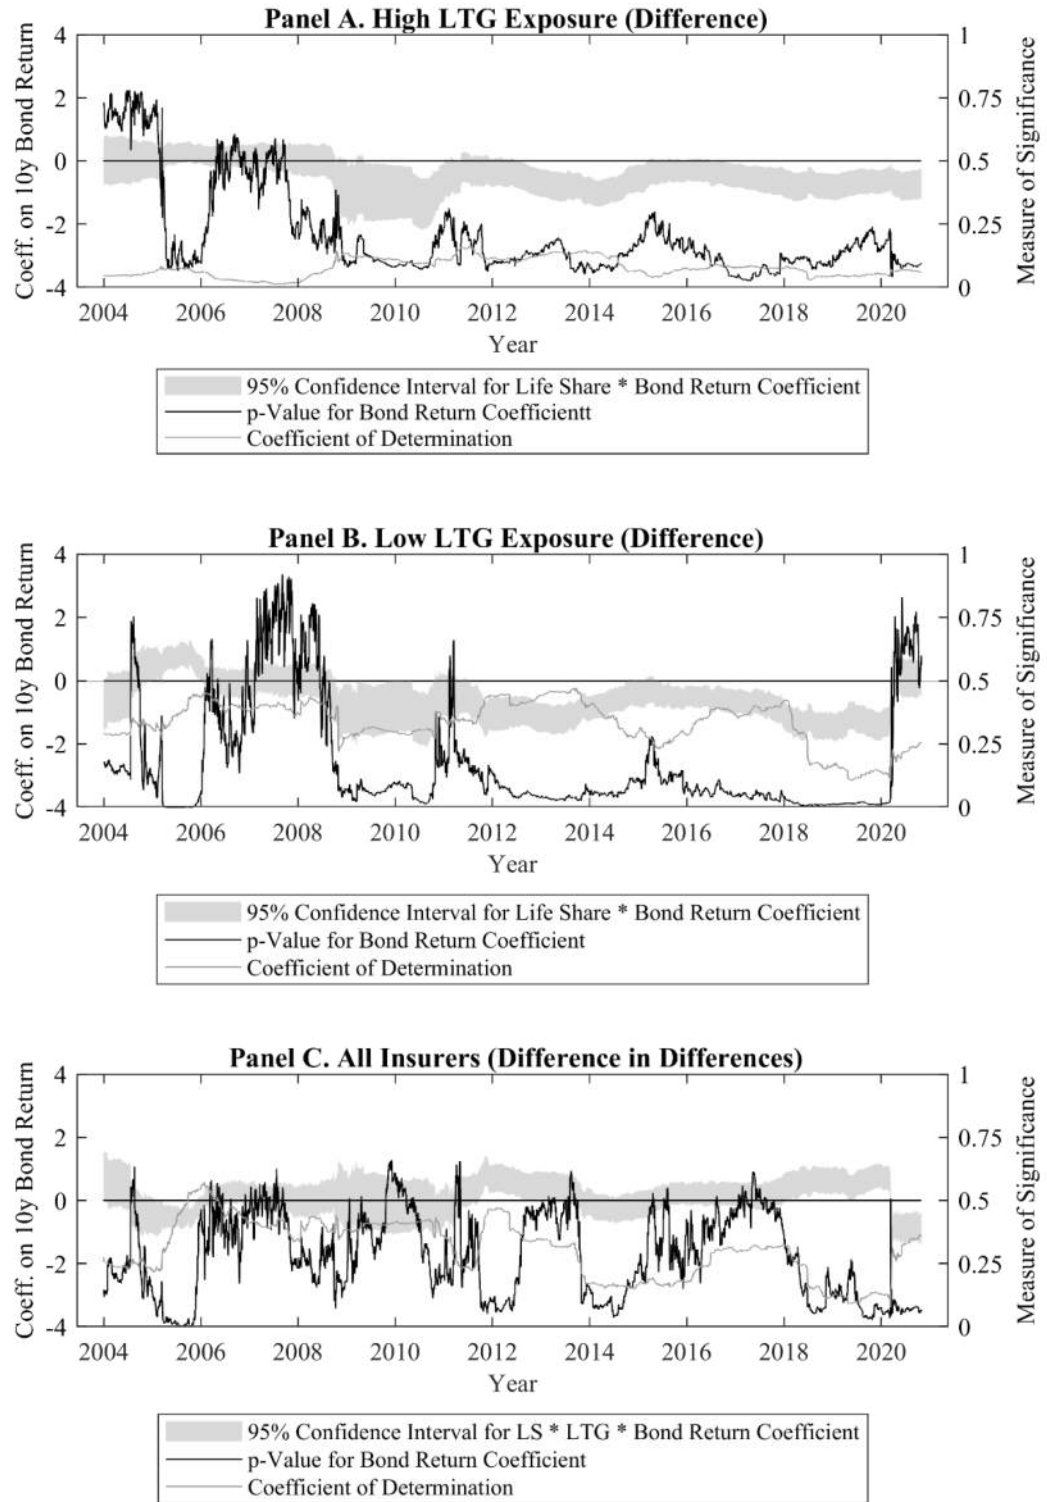 Panel A. High LTG Exposure (Difference)
Coeff. on 10y Bond Return
4
2
0
-2
-4
1
0.75
0.5
0.25
0
Measure of Significance
2004 2006 2008 2010 2012 2014 2016 2018 2020
Year
95% Confidence Interval for Life Share * Bond Return Coefficient
p-Value for Bond Return Coefficientt
Coefficient of Determination
Panel B. Low LTG Exposure (Difference)
Coeff. on 10y Bond Return
4
2
0
-2
-4
1
0.75
0.5
0.25
0
Measure of Significance
2004 2006 2008 2010 2012 2014 2016 2018 2020
Year
95% Confidence Interval for Life Share * Bond Return Coefficient
p-Value for Bond Return Coefficient
Coefficient of Determination
Panel C. All Insurers (Difference in Differences)
Coeff. on 10y Bond Return
4
2
0
-2
-4
1
0.75
0.5
0.25
0
Measure of Significance
2004 2006 2008 2010 2012 2014 2016 2018 2020
Year
95% Confidence Interval for LS * LTG * Bond Return Coefficient
p-Value for Bond Return Coefficient
Coefficient of Determination